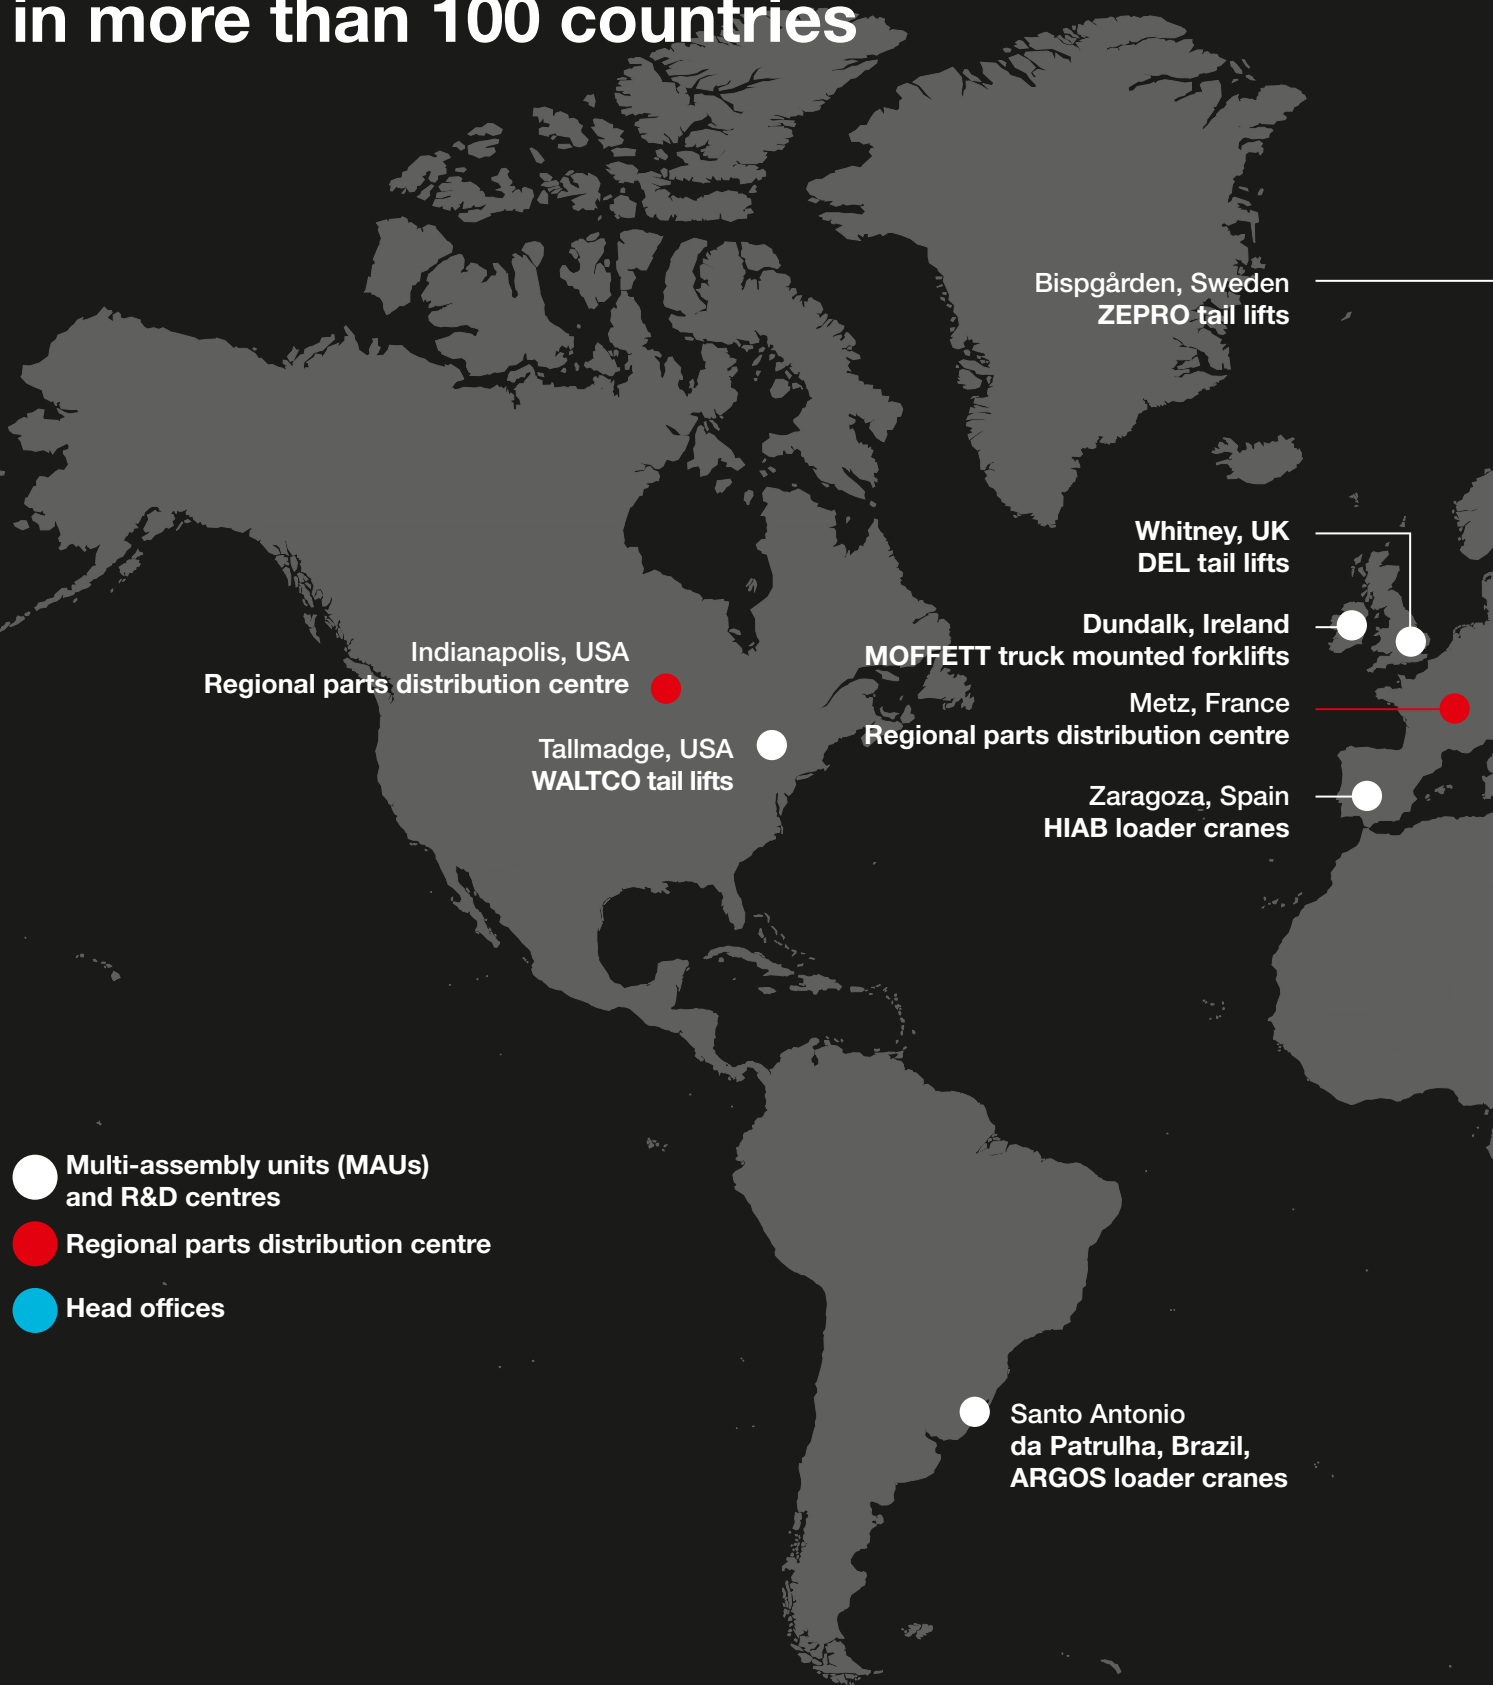 in more than 100 countries
Bispgården, Sweden
ZEPRO tail lifts
Whitney, UK
DEL tail lifts
Dundalk, Ireland
MOFFETT truck mounted forklifts
Indianapolis, USA
Regional parts distribution centre
Metz, France
Regional parts distribution centre
Tallmadge, USA
WALTCO tail lifts
Zaragoza, Spain
HIAB loader cranes
Multi-assembly units (MAUs)
and R&D centres
Regional parts distribution centre
Head offices
Santo Antonio
da Patrulha, Brazil,
ARGOS loader cranes